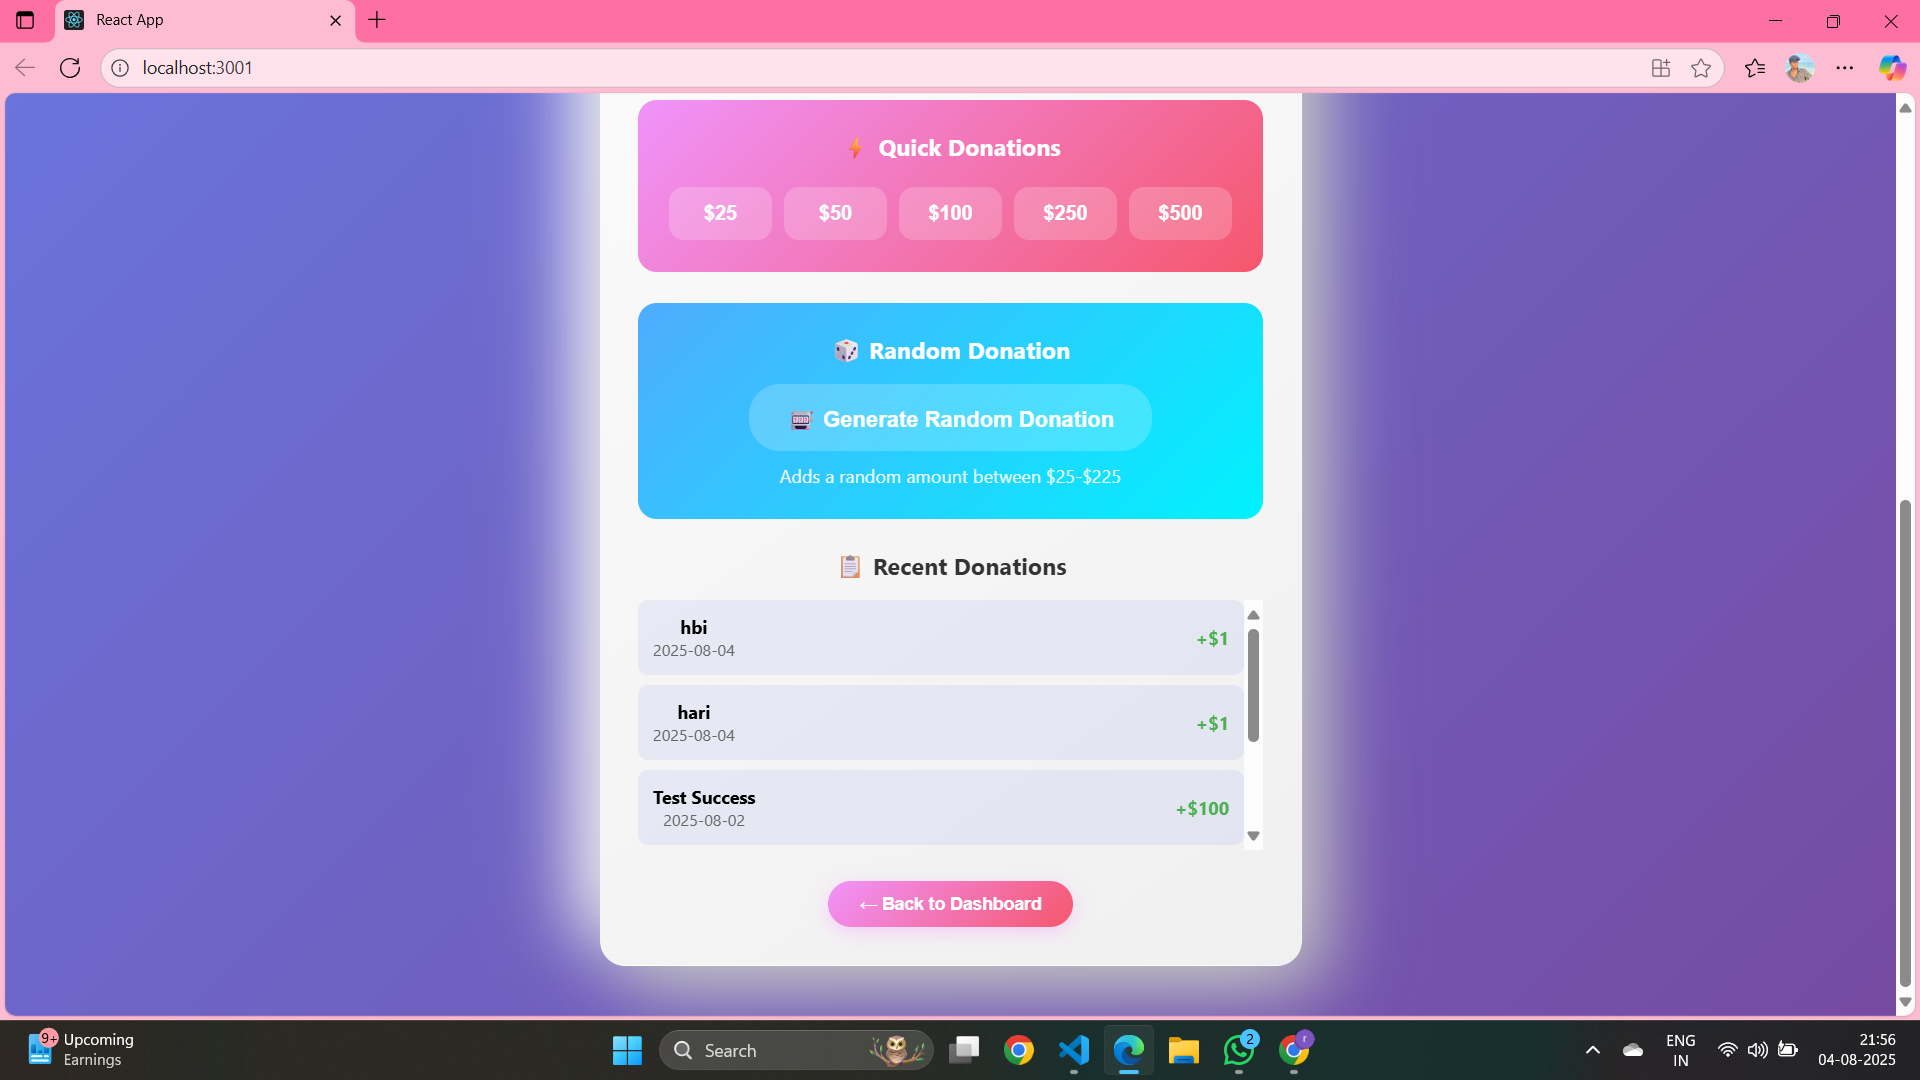 React App
localhost:3001
Quick Donations
$25 $50 $100 $250 $500
Random Donation
Generate Random Donation
Adds a random amount between $25-$225
Recent Donations
hbi
2025-08-04
+$1
hari
2025-08-04
+$1
Test Success
2025-08-02
+$100
← Back to Dashboard
9+
Upcoming
Earnings
Search
2
r
ENG
IN
21:56
04-08-2025